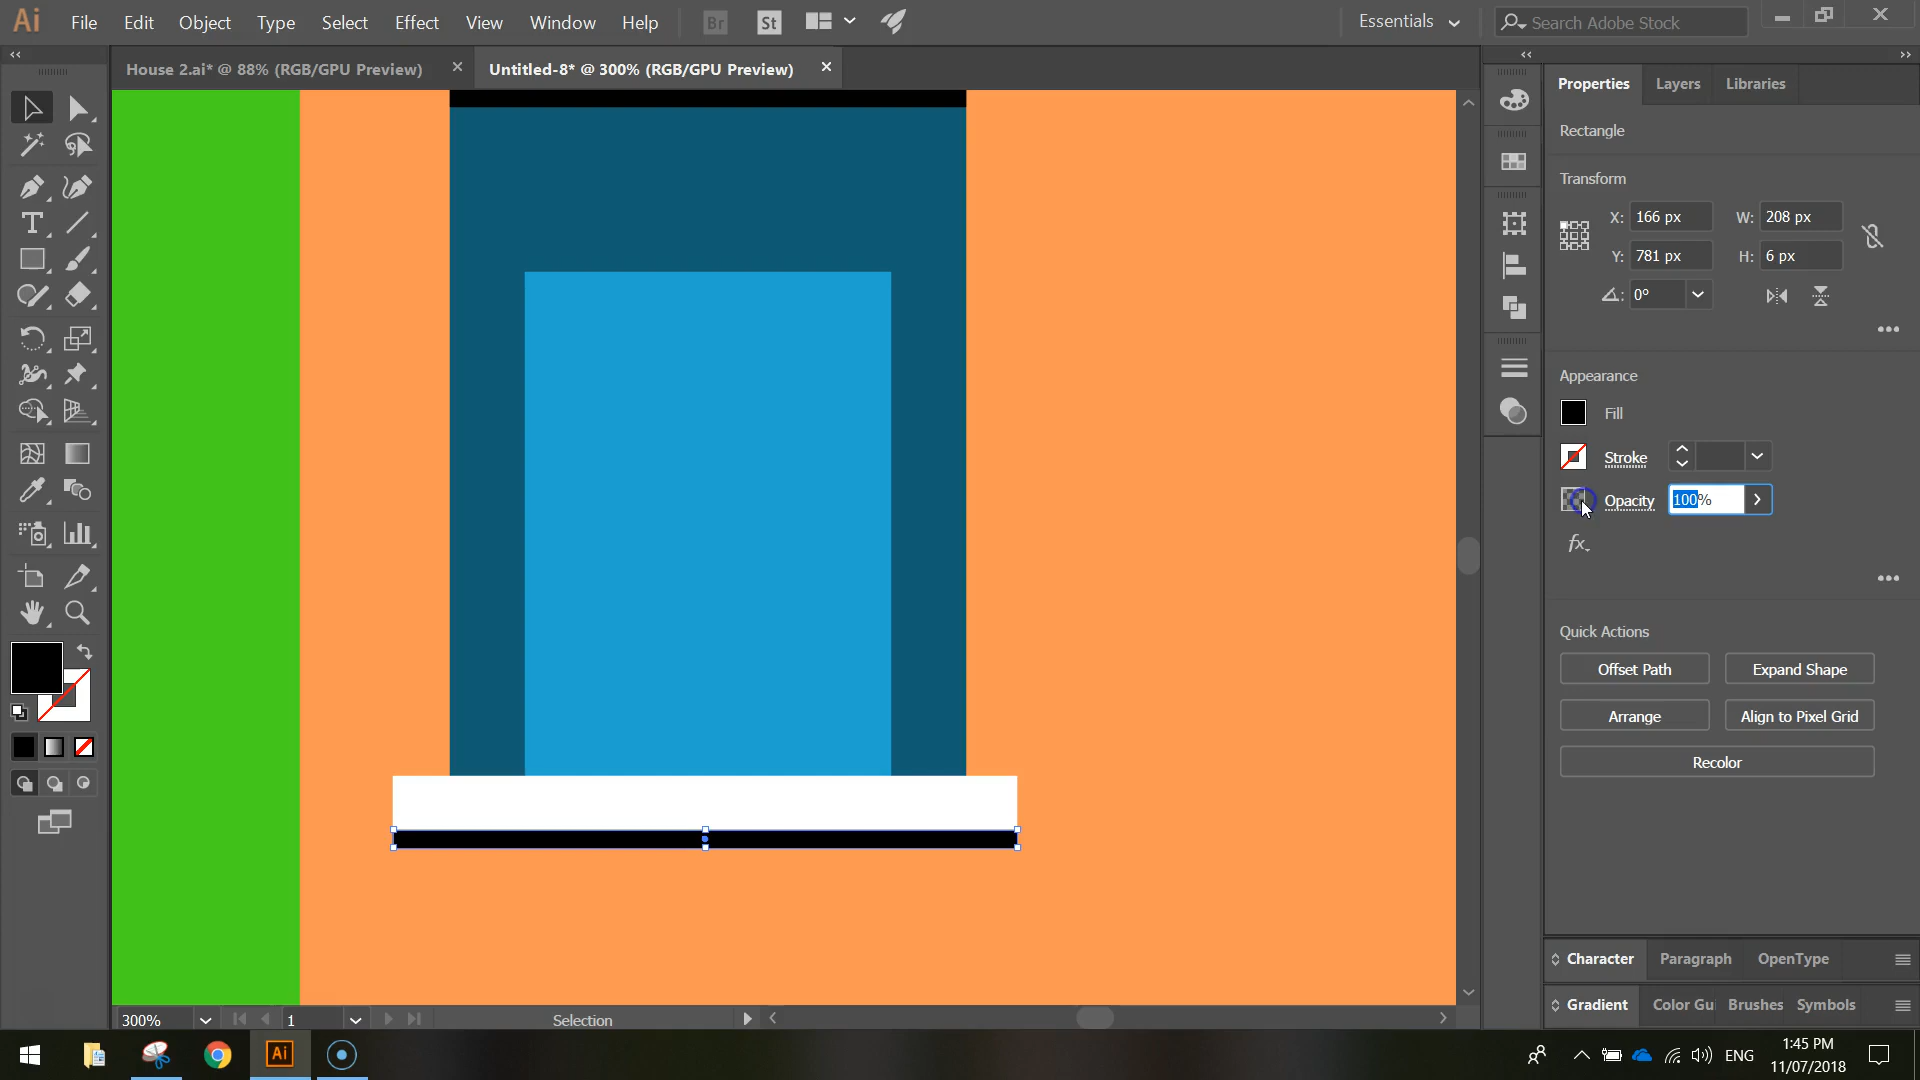 Ai File Edit Object Type Select Effect View Window Help Br St Essentials Search Adobe Stock
House 2.ai* @ 88% (RGB/GPU Preview) Untitled-8* @ 300% (RGB/GPU Preview)
Properties Layers Libraries
Rectangle
Transform
X: 166 px W: 208 px
Y: 781 px H: 6 px
0°
Appearance
Fill
Stroke
Opacity 100%
fx
Quick Actions
Offset Path Expand Shape
Arrange Align to Pixel Grid
Recolor
Character Paragraph OpenType
Gradient Color Gui Brushes Symbols
300% 1 Selection
Ai ENG 1:45 PM
11/07/2018